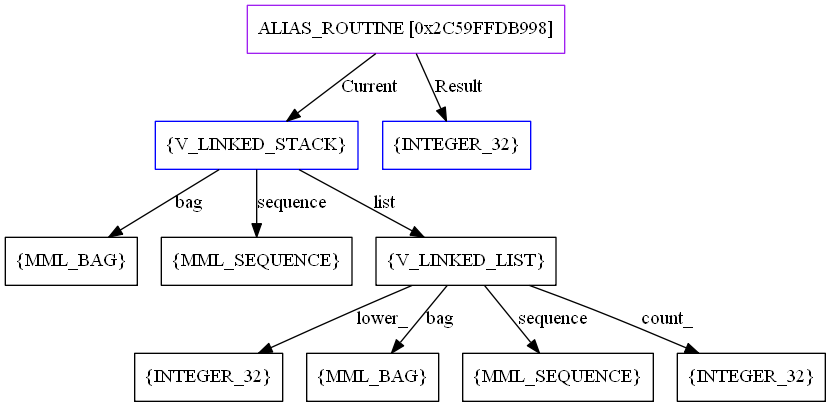 ALIAS_ROUTINE [0x2C59FFDB998]
Current
Result
{V_LINKED_STACK}
{INTEGER_32}
bag
sequence
list
{MML_BAG}
{MML_SEQUENCE}
{V_LINKED_LIST}
lower_
bag
sequence
count_
{INTEGER_32}
{MML_BAG}
{MML_SEQUENCE}
{INTEGER_32}